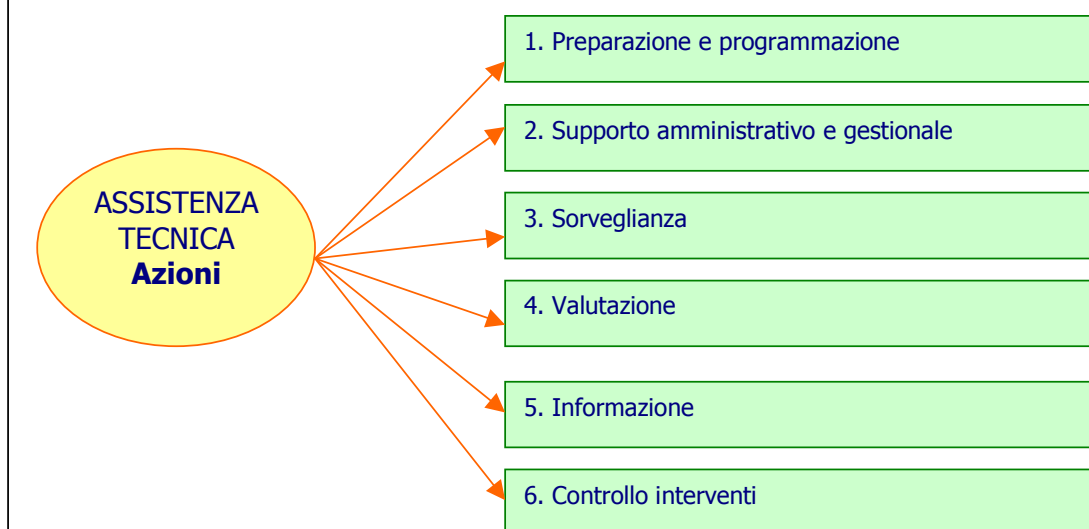 ASSISTENZA
TECNICA
Azioni
1. Preparazione e programmazione
2. Supporto amministrativo e gestionale
3. Sorveglianza
4. Valutazione
5. Informazione
6. Controllo interventi